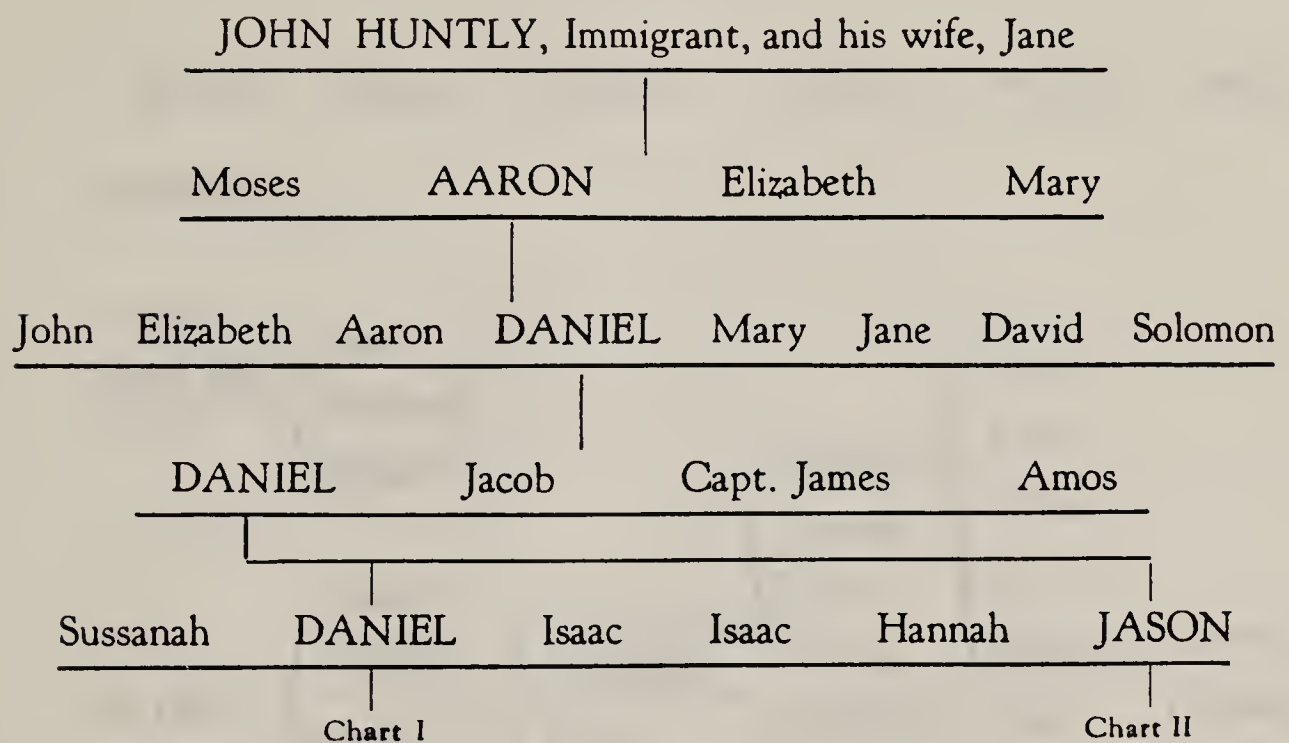 JOHN HUNTLY, Immigrant, and his wife, Jane
Moses AARON Elizabeth Mary
John Elizabeth Aaron DANIEL Mary Jane David Solomon
DANIEL Jacob Capt. James Amos
Sussanah DANIEL Isaac Isaac Hannah JASON
Chart I Chart II